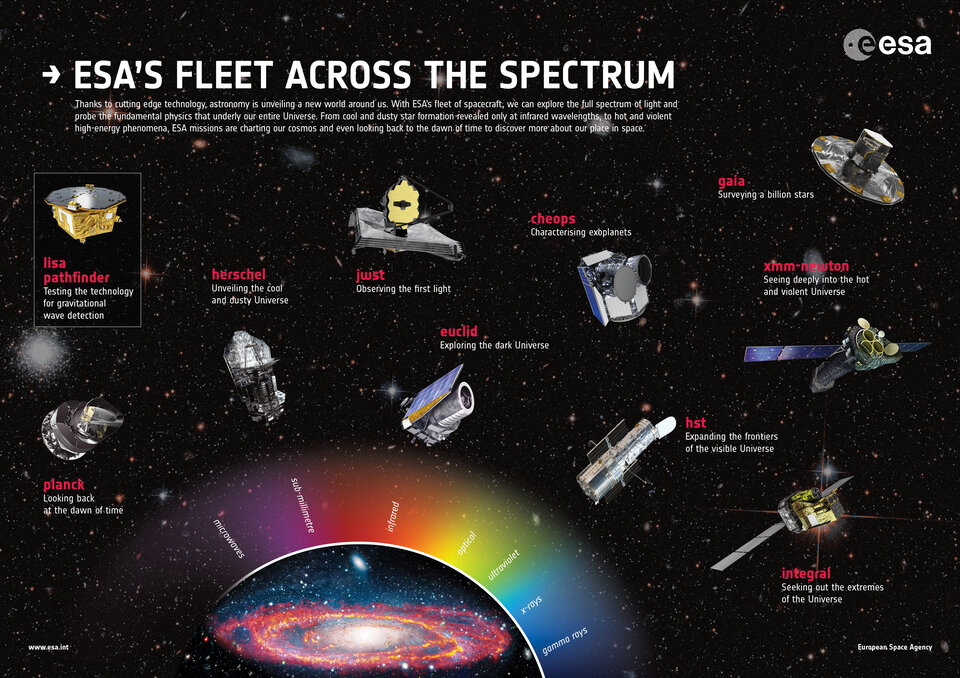 esa
→ ESA'S FLEET ACROSS THE SPECTRUM
Thanks to cutting edge technology, astronomy is unveiling a new world around us. With ESA's fleet of spacecraft, we can explore the full spectrum of light and
probe the fundamental physics that underly our entire Universe. From cool and dusty star formation revealed only at infrared wavelengths, to hot and violent
high-energy phenomena, ESA missions are charting our cosmos and even looking back to the dawn of time to discover more about our place in space.
gaia
Surveying a billion stars
cheops
Characterising exoplanets
lisa
pathfinder
Testing the technology
for gravitational
wave detection
herschel
Unveiling the cool
and dusty Universe
jwst
Observing the first light
xmm-newton
Seeing deeply into the hot
and violent Universe
euclid
Exploring the dark Universe
hst
Expanding the frontiers
of the visible Universe
planck
Looking back
at the dawn of time
microwaves
sub-millimetre
infrared
optical
ultraviolet
x-rays
gamma rays
integral
Seeking out the extremes
of the Universe
www.esa.int
European Space Agency